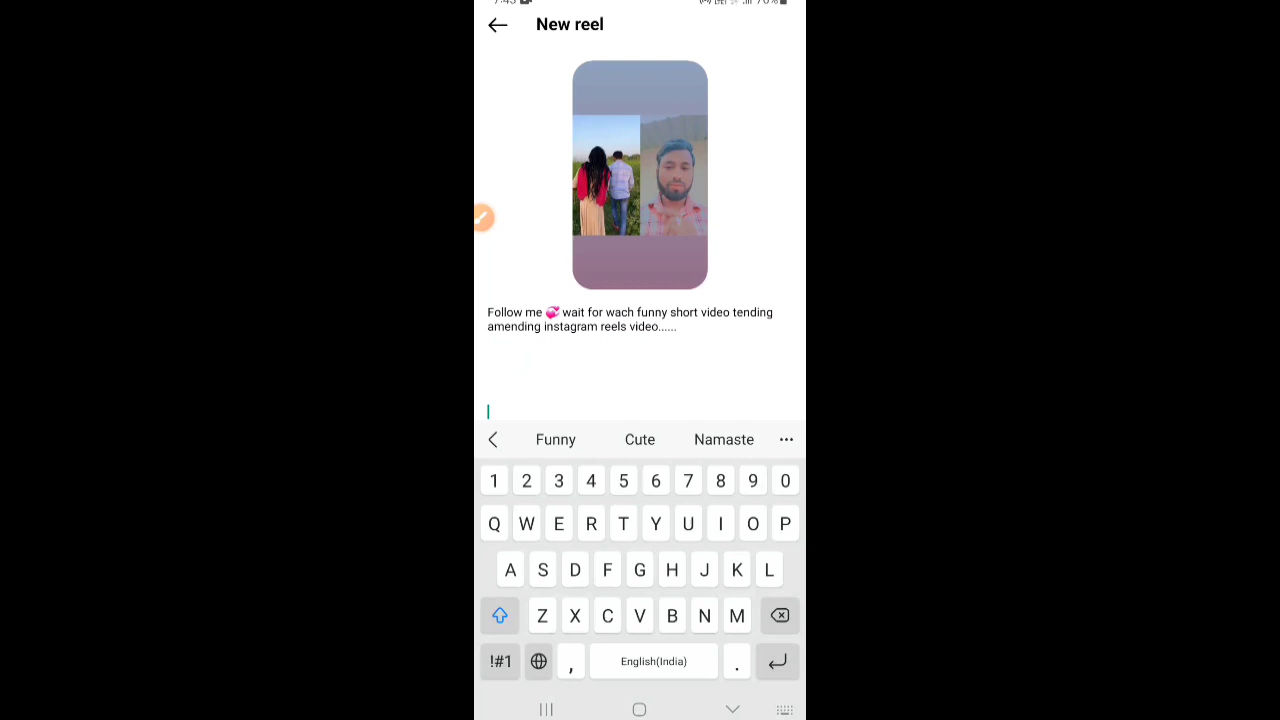 New reel
Follow me 💞 wait for wach funny short video tending
amending instagram reels video......
Funny Cute Namaste
1 2 3 4 5 6 7 8 9 0
Q W E R T Y U I O P
A S D F G H J K L
Z X C V B N M
!#1 , English(India) .